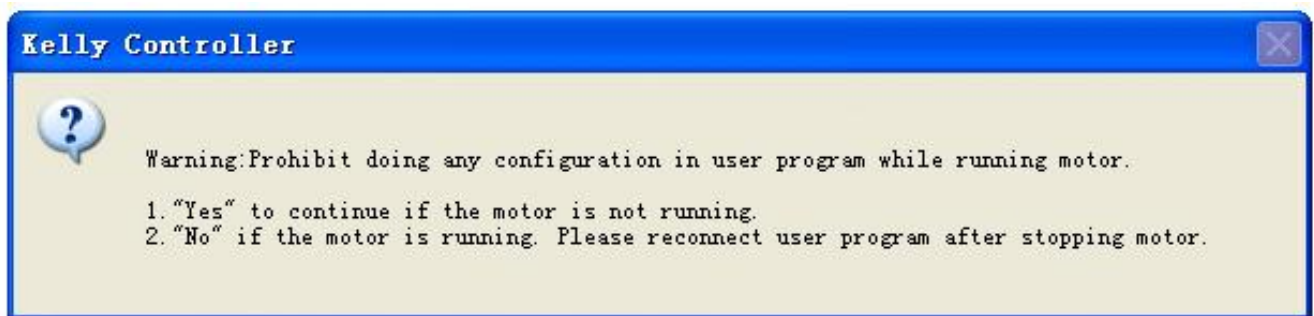 Kelly Controller
Warning:Prohibit doing any configuration in user program while running motor.
1."Yes" to continue if the motor is not running.
2."No" if the motor is running. Please reconnect user program after stopping motor.